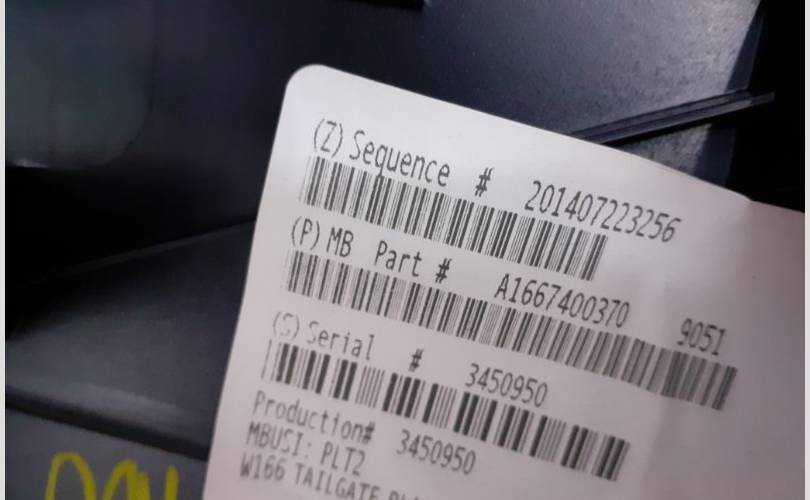 (Z) Sequence # 201407223256
(P) MB Part # A1667400370 9051
(S) Serial # 3450950
Production# 3450950
MBUSI: PLT2
W166 TAILGATE